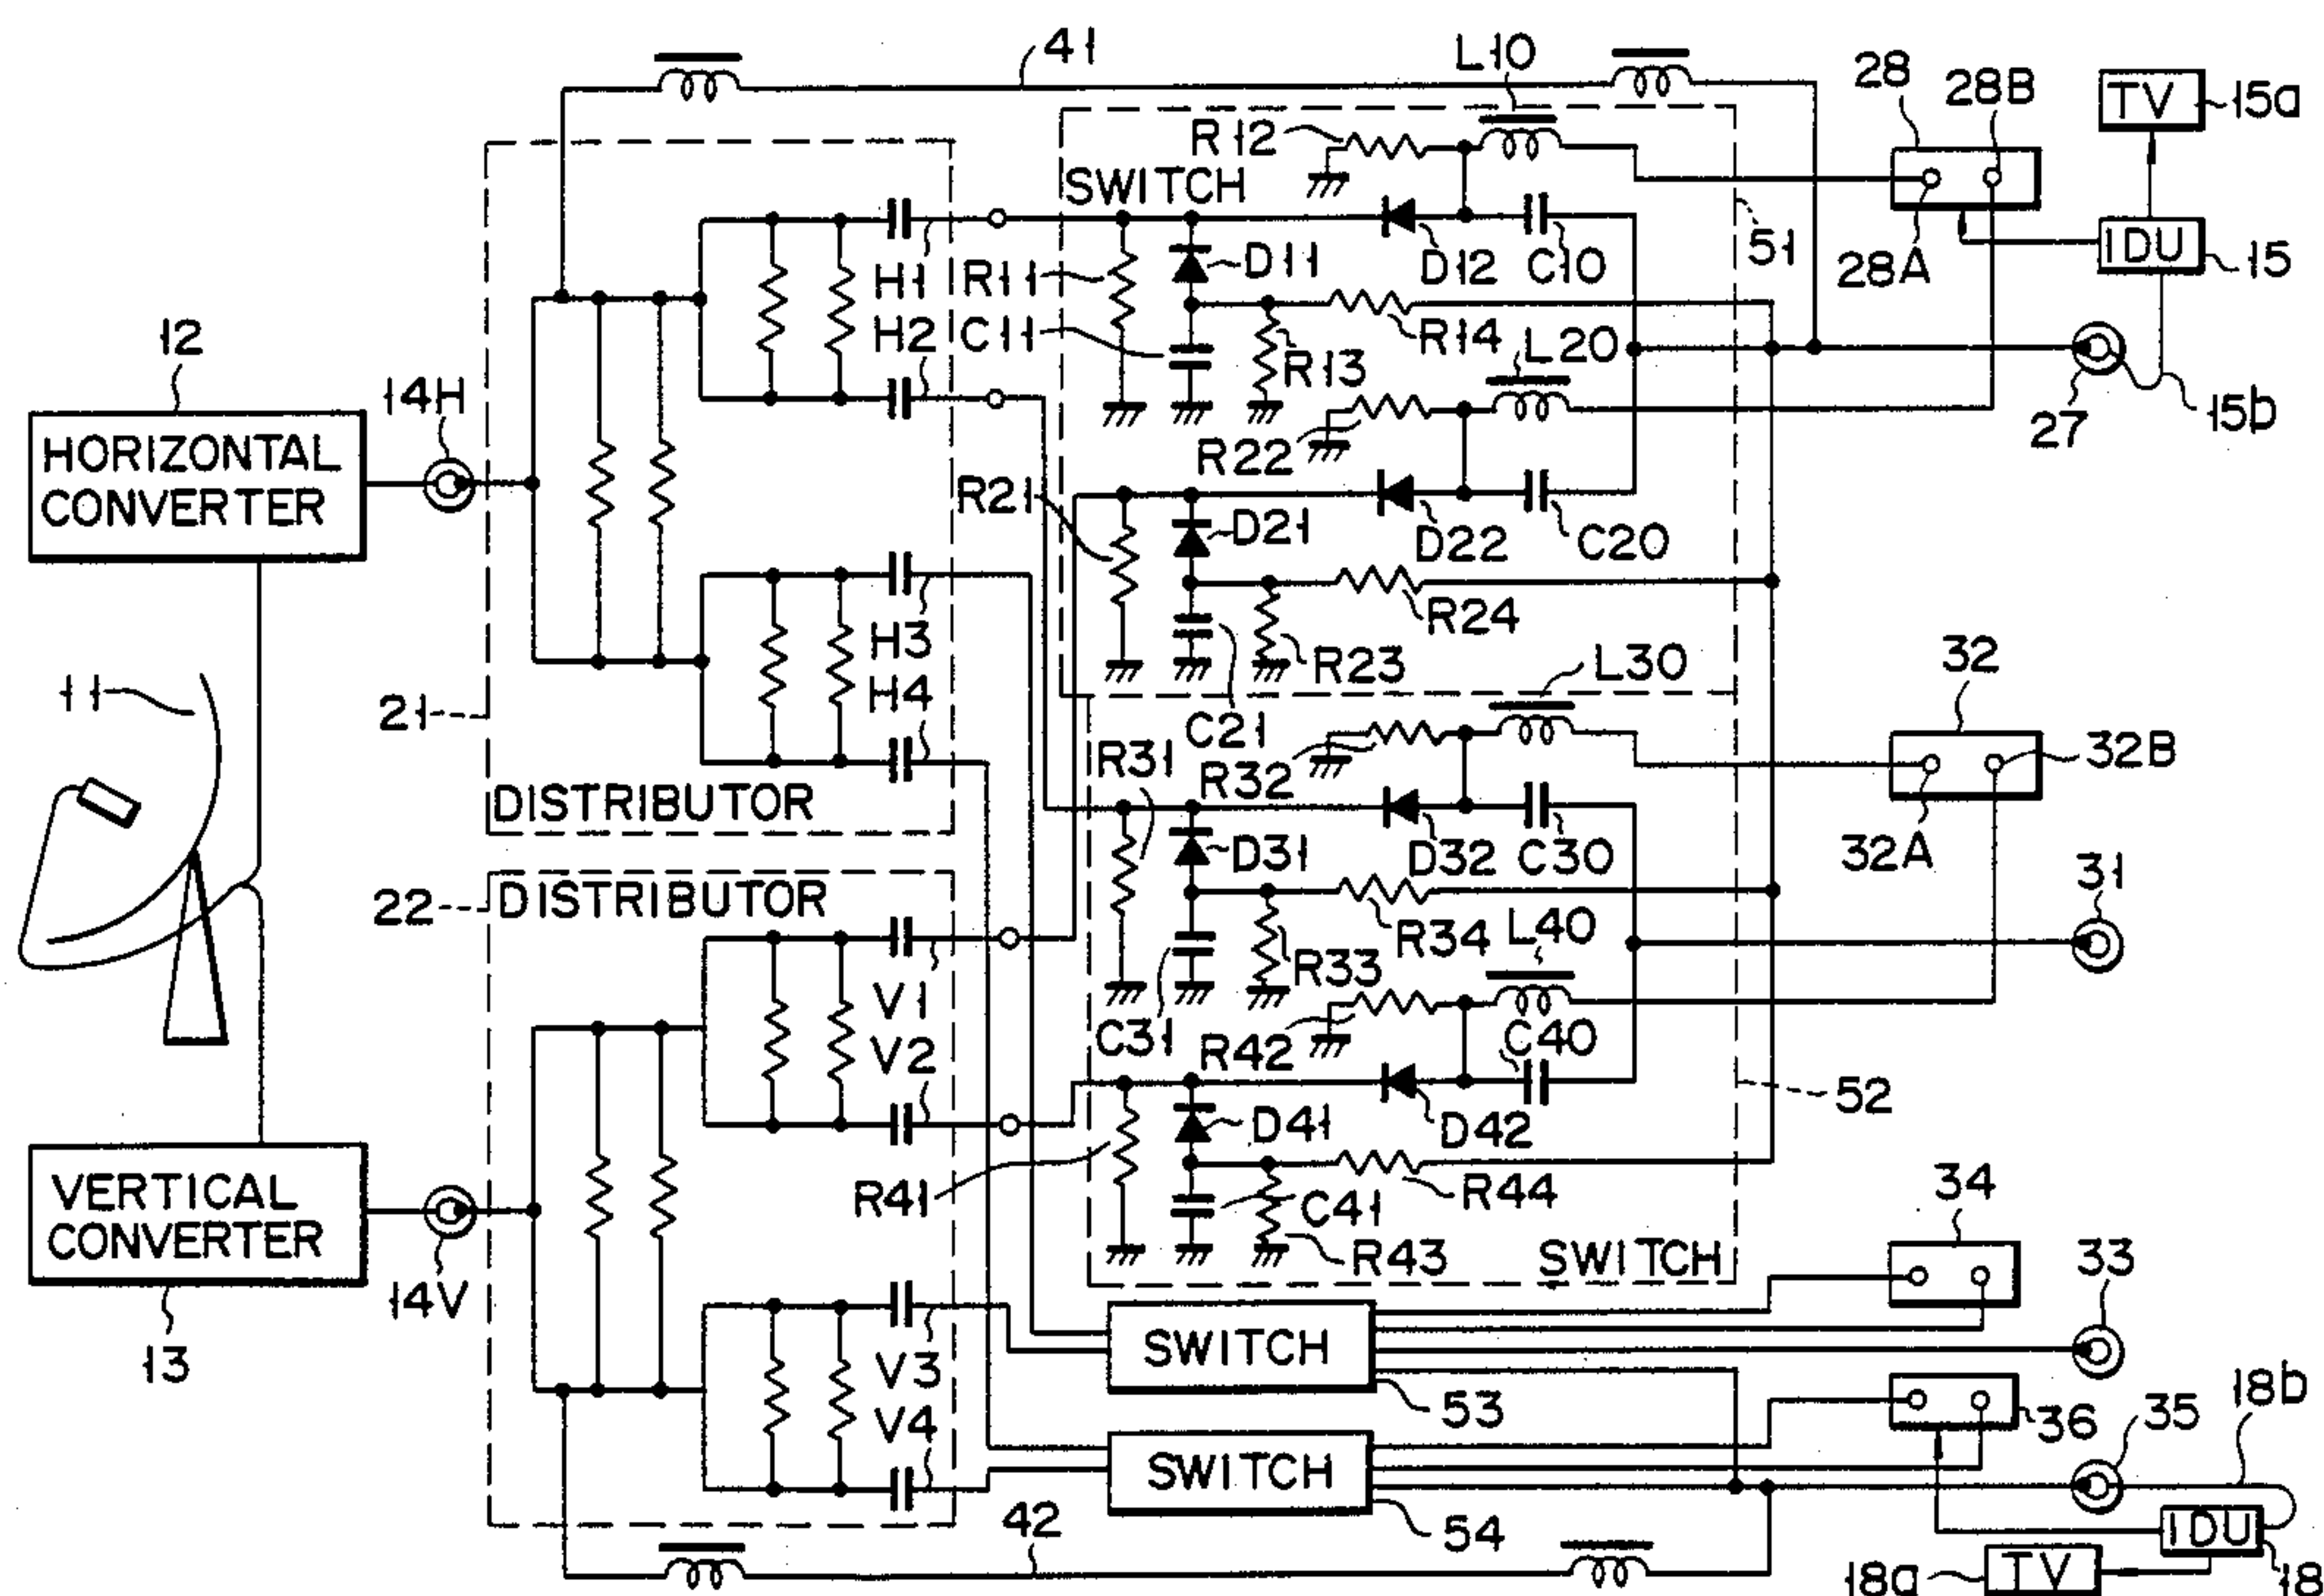 41
L10
28
28B
TV
15a
R12
SWITCH
51
IDU
15
H1
R11
D11
D12
C10
28A
12
H2
C11
R14
R13
L20
27
15b
14H
HORIZONTAL
CONVERTER
R22
R21
D21
D22
C20
R24
H3
R23
L30
32
11
21
H4
C21
R31
R32
32B
DISTRIBUTOR
D31
D32
C30
32A
31
22
DISTRIBUTOR
R34
L40
R33
V1
C31
R42
C40
V2
52
D41
D42
VERTICAL
CONVERTER
R41
C41
R44
34
R43
SWITCH
33
14V
13
V3
SWITCH
53
18b
V4
36
35
SWITCH
54
42
IDU
18
18a
TV